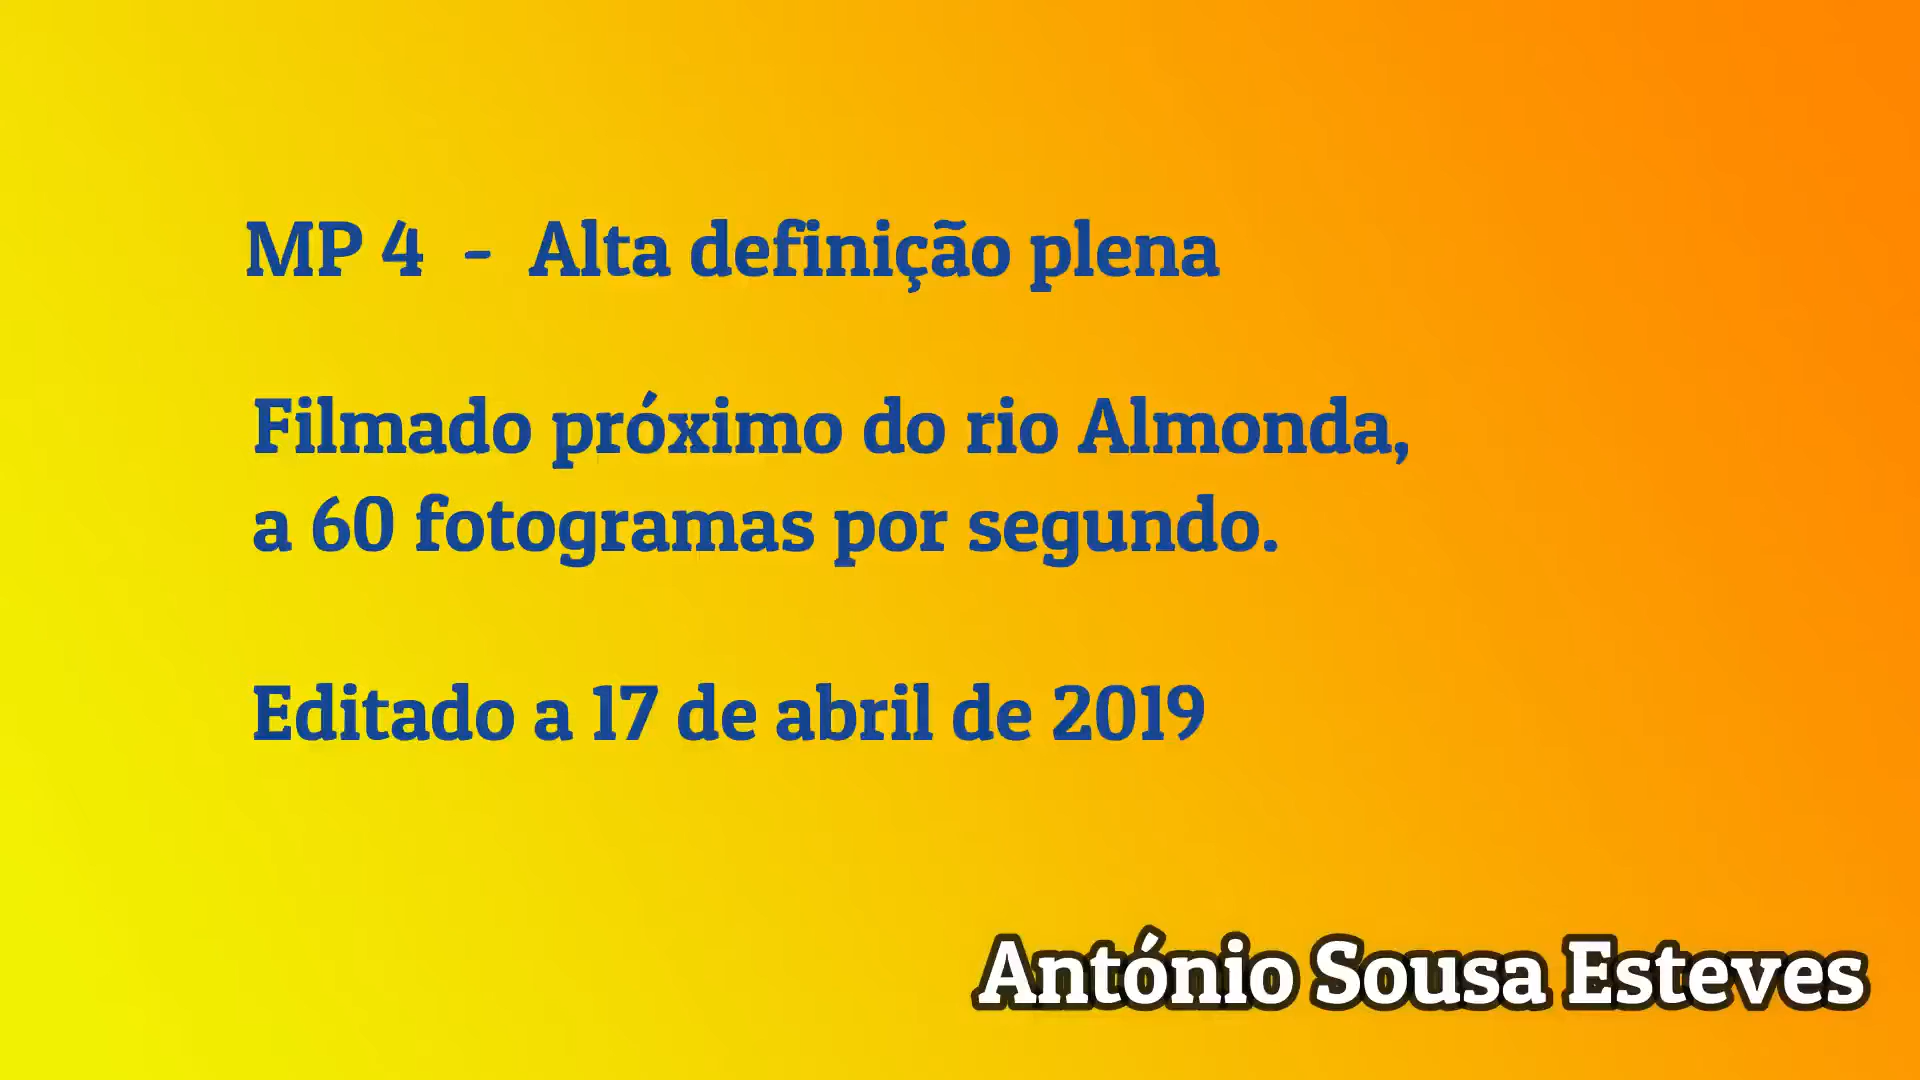 MP 4 - Alta definição plena
Filmado próximo do rio Almonda,
a 60 fotogramas por segundo.
Editado a 17 de abril de 2019
António Sousa Esteves